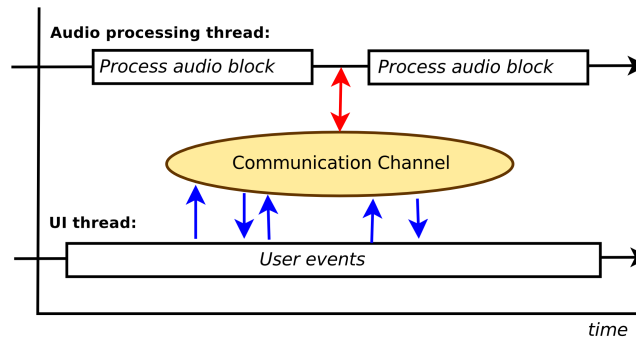 Audio processing thread:
Process audio block
Process audio block
Communication Channel
UI thread:
User events
time